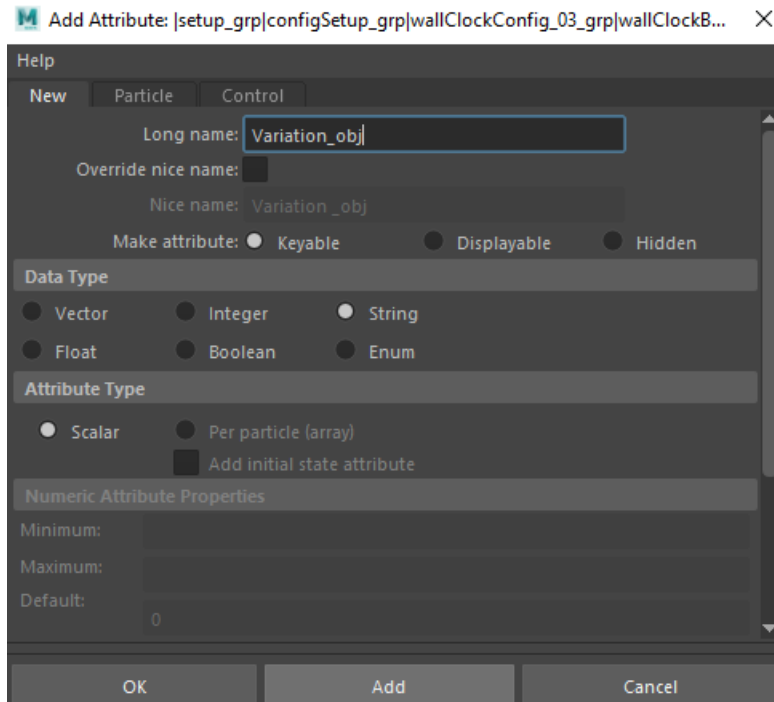 Add Attribute: |setup_grp|configSetup_grp|wallClockConfig_03_grp|wallClockB...
Help
New Particle Control
Long name: Variation_obj
Override nice name:
Nice name: Variation _obj
Make attribute: Keyable Displayable Hidden
Data Type
Vector Integer String
Float Boolean Enum
Attribute Type
Scalar Per particle (array)
Add initial state attribute
Numeric Attribute Properties
Minimum:
Maximum:
Default:
0
OK Add Cancel